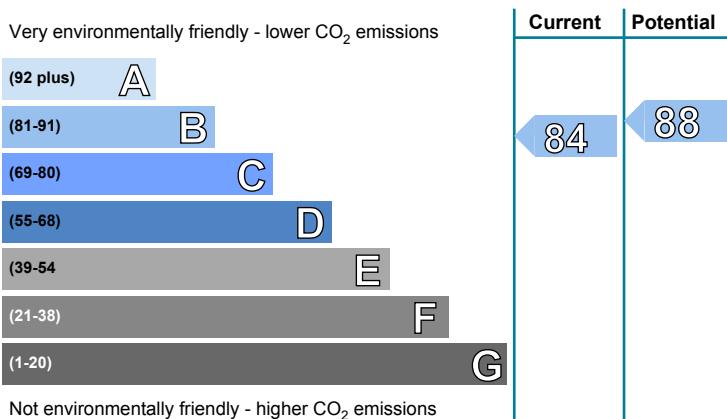 Current Potential
Very environmentally friendly - lower CO2 emissions
(92 plus) A
(81-91) B
84 88
(69-80) C
(55-68) D
(39-54 E
(21-38) F
(1-20) G
Not environmentally friendly - higher CO2 emissions